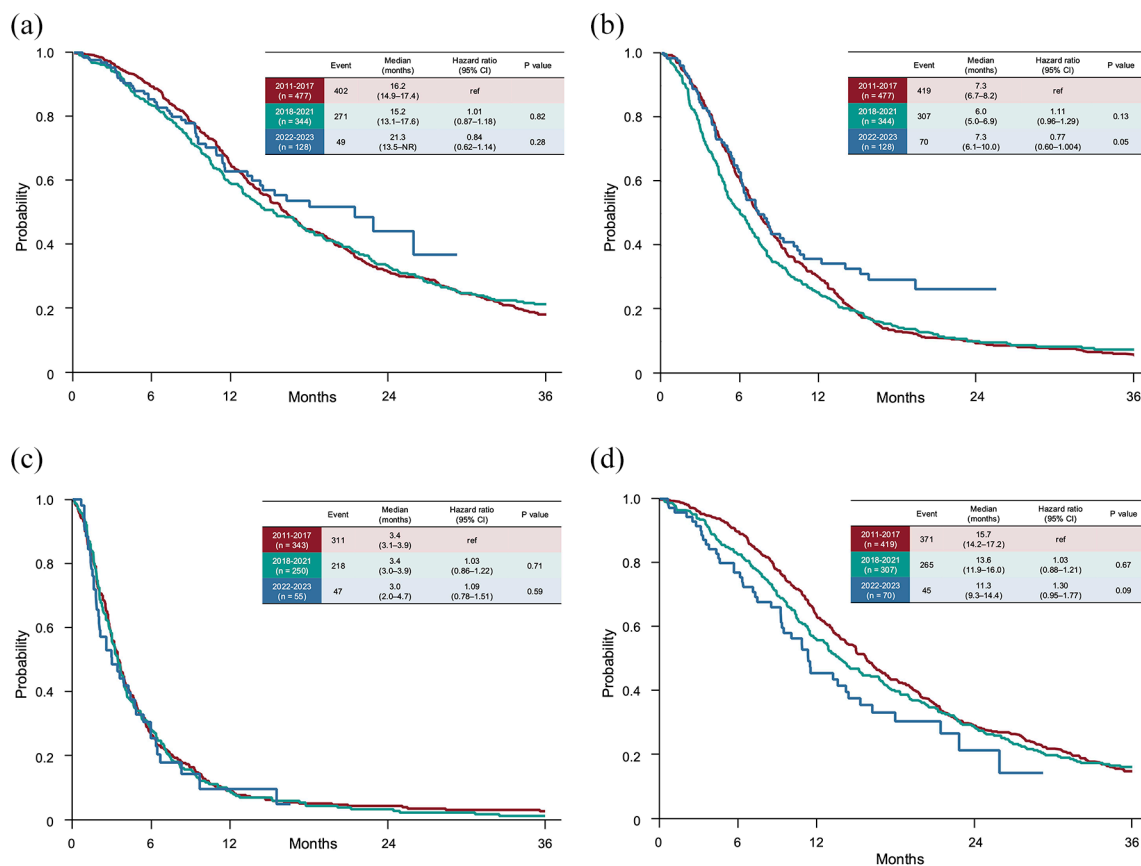 (a)
Event Median (months) Hazard ratio (95% CI) P value
2011-2017 (n = 477) 402 16.2 (14.9–17.4) ref
2018-2021 (n = 344) 271 15.2 (13.1–17.6) 1.01 (0.87–1.18) 0.82
2022-2023 (n = 128) 49 21.3 (13.5–NR) 0.84 (0.62–1.14) 0.28
Probability
1.0
0.8
0.6
0.4
0.2
0
0 6 12 24 36
Months
(b)
Event Median (months) Hazard ratio (95% CI) P value
2011-2017 (n = 477) 419 7.3 (6.7–8.2) ref
2018-2021 (n = 344) 307 6.0 (5.0–6.9) 1.11 (0.96–1.29) 0.13
2022-2023 (n = 128) 70 7.3 (6.1–10.0) 0.77 (0.60–1.004) 0.05
Probability
1.0
0.8
0.6
0.4
0.2
0
0 6 12 24 36
Months
(c)
Event Median (months) Hazard ratio (95% CI) P value
2011-2017 (n = 343) 311 3.4 (3.1–3.9) ref
2018-2021 (n = 250) 218 3.4 (3.0–3.9) 1.03 (0.86–1.22) 0.71
2022-2023 (n = 55) 47 3.0 (2.0–4.7) 1.09 (0.78–1.51) 0.59
Probability
1.0
0.8
0.6
0.4
0.2
0
0 6 12 24 36
Months
(d)
Event Median (months) Hazard ratio (95% CI) P value
2011-2017 (n = 419) 371 15.7 (14.2–17.2) ref
2018-2021 (n = 307) 265 13.6 (11.9–16.0) 1.03 (0.88–1.21) 0.67
2022-2023 (n = 70) 45 11.3 (9.3–14.4) 1.30 (0.95–1.77) 0.09
Probability
1.0
0.8
0.6
0.4
0.2
0
0 6 12 24 36
Months